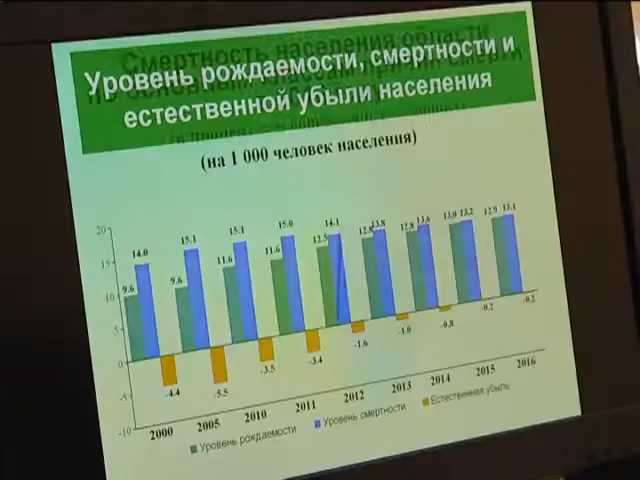 Смертность населения области
Уровень рождаемости, смертности и
естественной убыли населения
(на 1 000 человек населения)
20
15
10
5
0
-5
-10
9.6 14.0 -4.4
9.6 15.1 -5.5
11.6 15.1 -3.5
11.6 15.0 -3.4
12.5 14.1 -1.6
12.8 13.8 -1.0
12.8 13.6 -0.8
13.0 13.2 -0.2
12.9 13.1 -0.2
2000 2005 2010 2011 2012 2013 2014 2015 2016
Уровень рождаемости Уровень смертности Естественная убыль